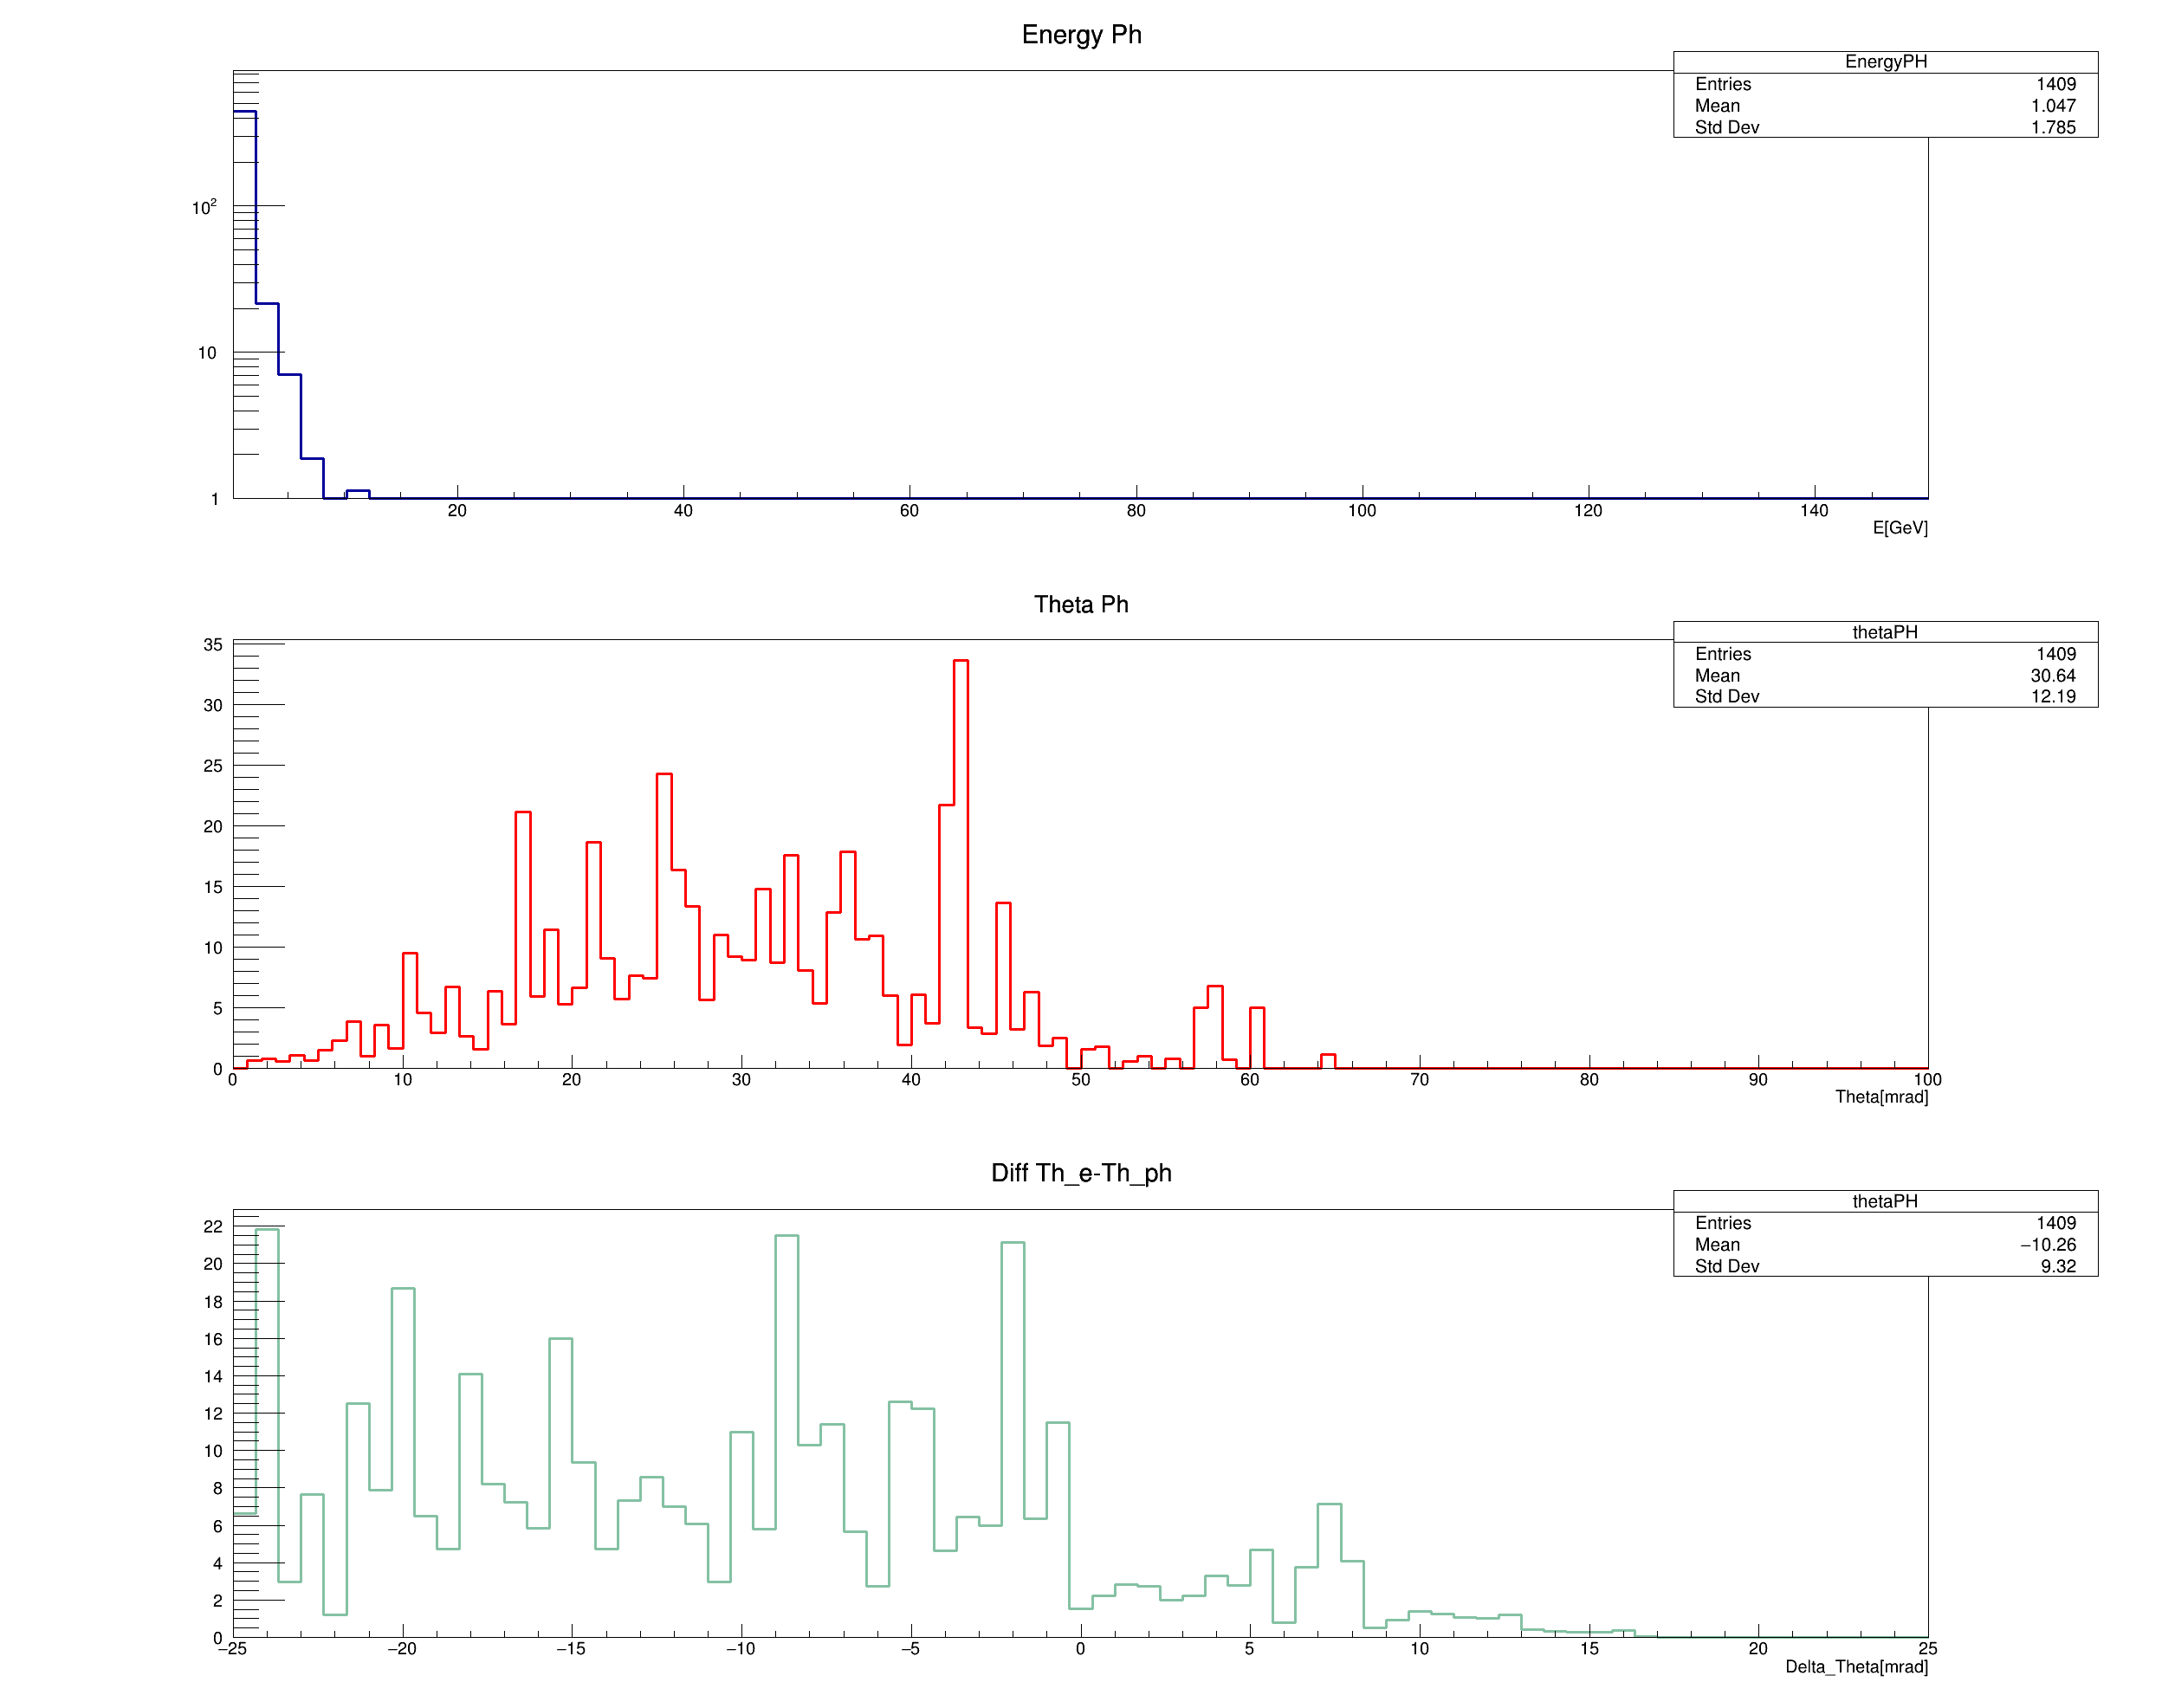 Energy Ph
EnergyPH
Entries 1409
Mean 1.047
Std Dev 1.785
10²
10
1
20 40 60 80 100 120 140
E[GeV]
Theta Ph
thetaPH
Entries 1409
Mean 30.64
Std Dev 12.19
35
30
25
20
15
10
5
0
0 10 20 30 40 50 60 70 80 90 100
Theta[mrad]
Diff Th_e-Th_ph
thetaPH
Entries 1409
Mean −10.26
Std Dev 9.32
22
20
18
16
14
12
10
8
6
4
2
0
−25 −20 −15 −10 −5 0 5 10 15 20 25
Delta_Theta[mrad]